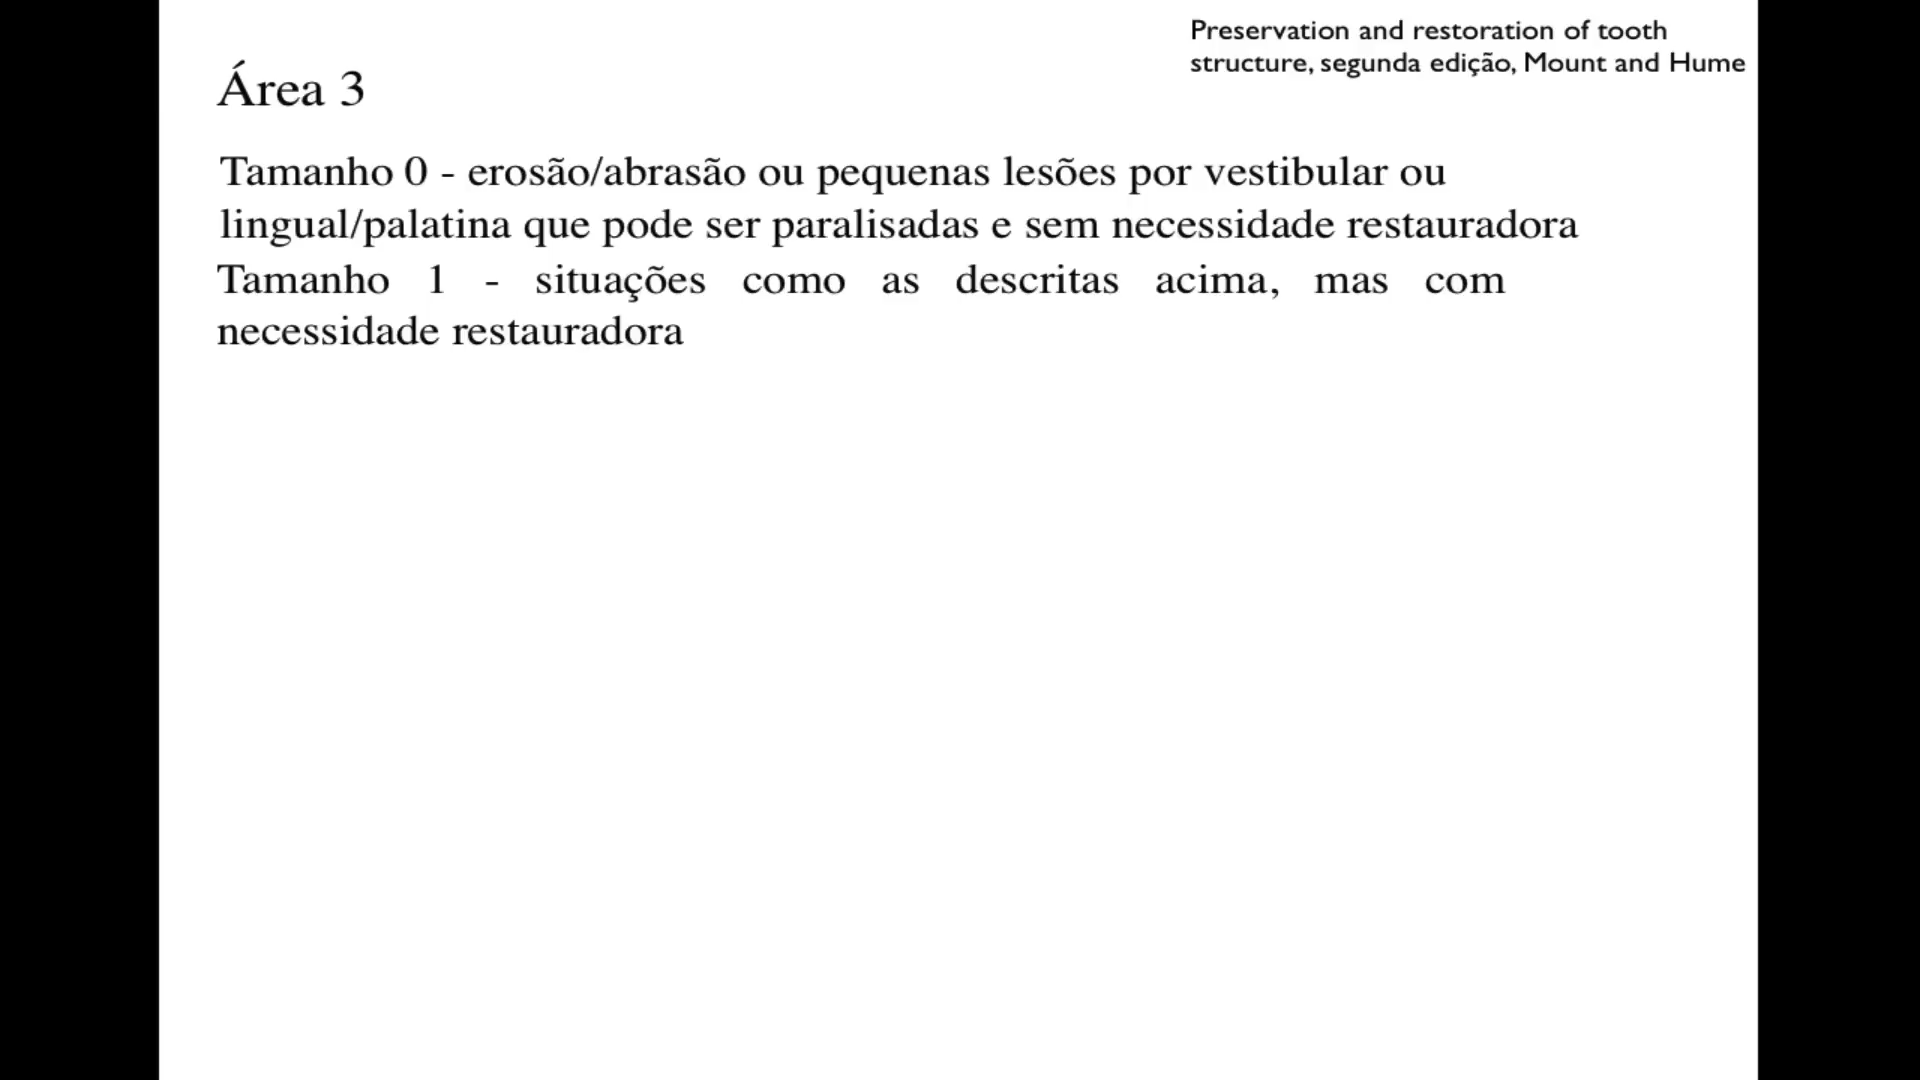 Preservation and restoration of tooth
structure, segunda edição, Mount and Hume
Área 3
Tamanho 0 - erosão/abrasão ou pequenas lesões por vestibular ou
lingual/palatina que pode ser paralisadas e sem necessidade restauradora
Tamanho 1 - situações como as descritas acima, mas com
necessidade restauradora